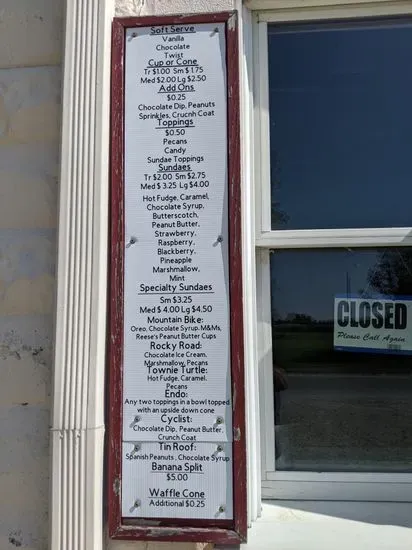 Soft Serve
Vanilla
Chocolate
Twist
Cup or Cone
Tr $1.00 Sm $1.75
Med $2.00 Lg $2.50
Add Ons
$0.25
Chocolate Dip, Peanuts
Sprinkles, Crucnh Coat
Toppings
$0.50
Pecans
Candy
Sundae Toppings
Sundaes
Tr $2.00 Sm $2.75
Med $3.25 Lg $4.00
Hot Fudge, Caramel,
Chocolate Syrup,
Butterscotch,
Peanut Butter,
Strawberry,
Raspberry,
Blackberry,
Pineapple
Marshmallow,
Mint
Specialty Sundaes
Sm $3.25
Med $4.00 Lg $4.50
Mountain Bike:
Oreo, Chocolate Syrup, M&Ms,
Reese's Peanut Butter Cups
Rocky Road:
Chocolate Ice Cream,
Marshmallow, Pecans
Townie Turtle:
Hot Fudge, Caramel,
Pecans
Endo:
Any two toppings in a bowl topped
with an upside down cone
Cyclist:
Chocolate Dip, Peanut Butter,
Crunch Coat
Tin Roof:
Spanish Peanuts, Chocolate Syrup
Banana Split
$5.00
Waffle Cone
Additional $0.25
CLOSED
Please Call Again